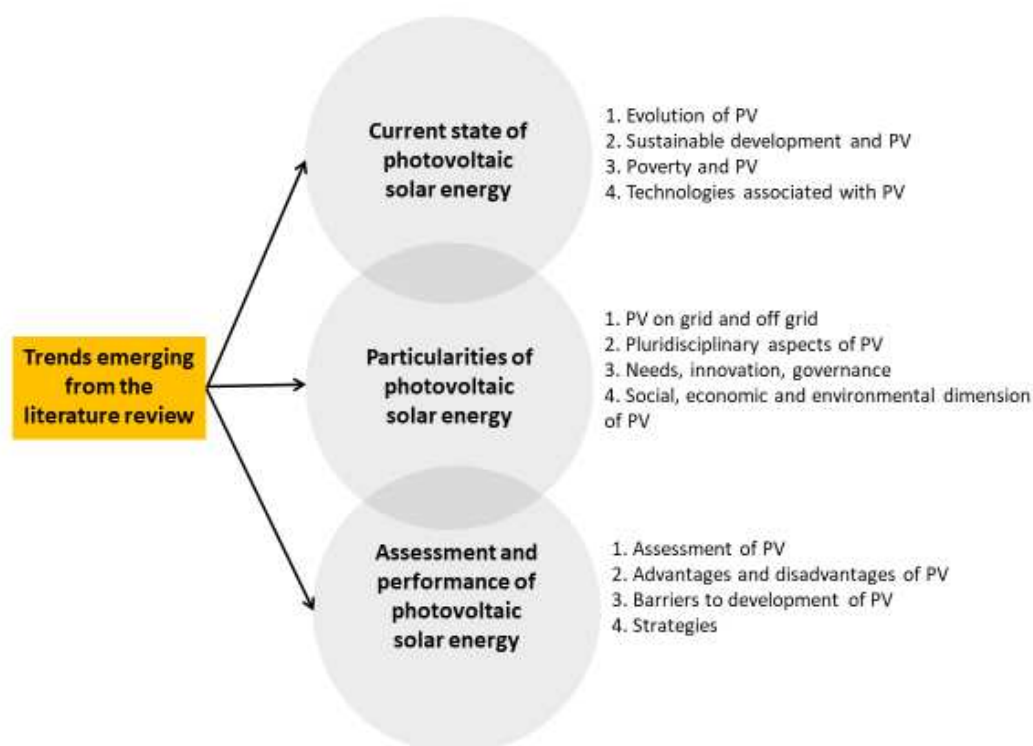 Trends emerging
from the
literature review
Current state of
photovoltaic
solar energy
1. Evolution of PV
2. Sustainable development and PV
3. Poverty and PV
4. Technologies associated with PV
Particularities of
photovoltaic
solar energy
1. PV on grid and off grid
2. Pluridisciplinary aspects of PV
3. Needs, innovation, governance
4. Social, economic and environmental dimension
of PV
Assessment and
performance of
photovoltaic
solar energy
1. Assessment of PV
2. Advantages and disadvantages of PV
3. Barriers to development of PV
4. Strategies